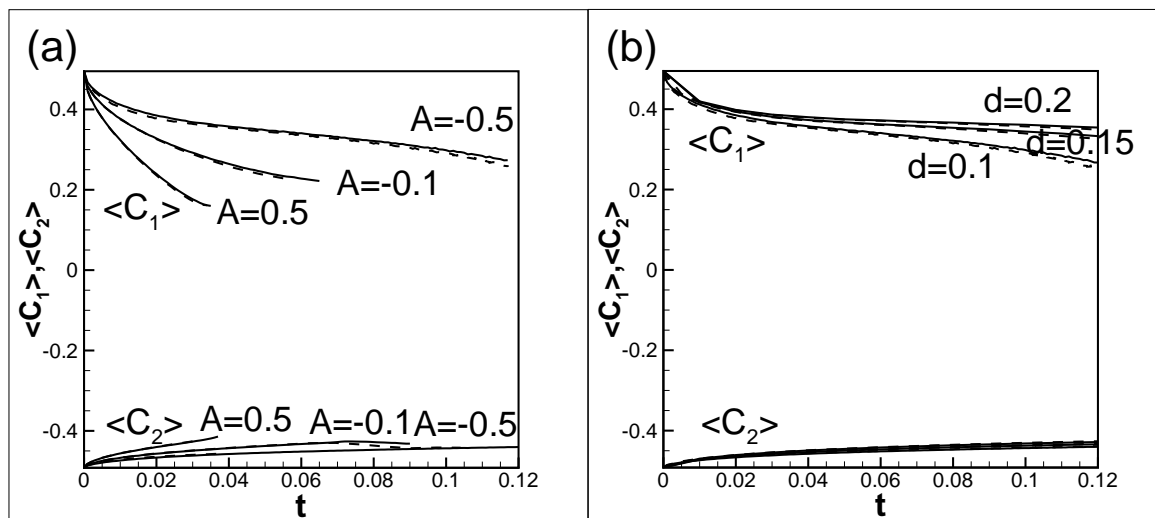 (a)
0.4
0.2
0
-0.2
-0.4
<C1>,<C2>
A=-0.5
A=-0.1
<C1> A=0.5
<C2> A=0.5 A=-0.1 A=-0.5
0 0.02 0.04 0.06 0.08 0.1 0.12
t
(b)
0.4
0.2
0
-0.2
-0.4
<C1>,<C2>
d=0.2
<C1> d=0.15
d=0.1
<C2>
0 0.02 0.04 0.06 0.08 0.1 0.12
t